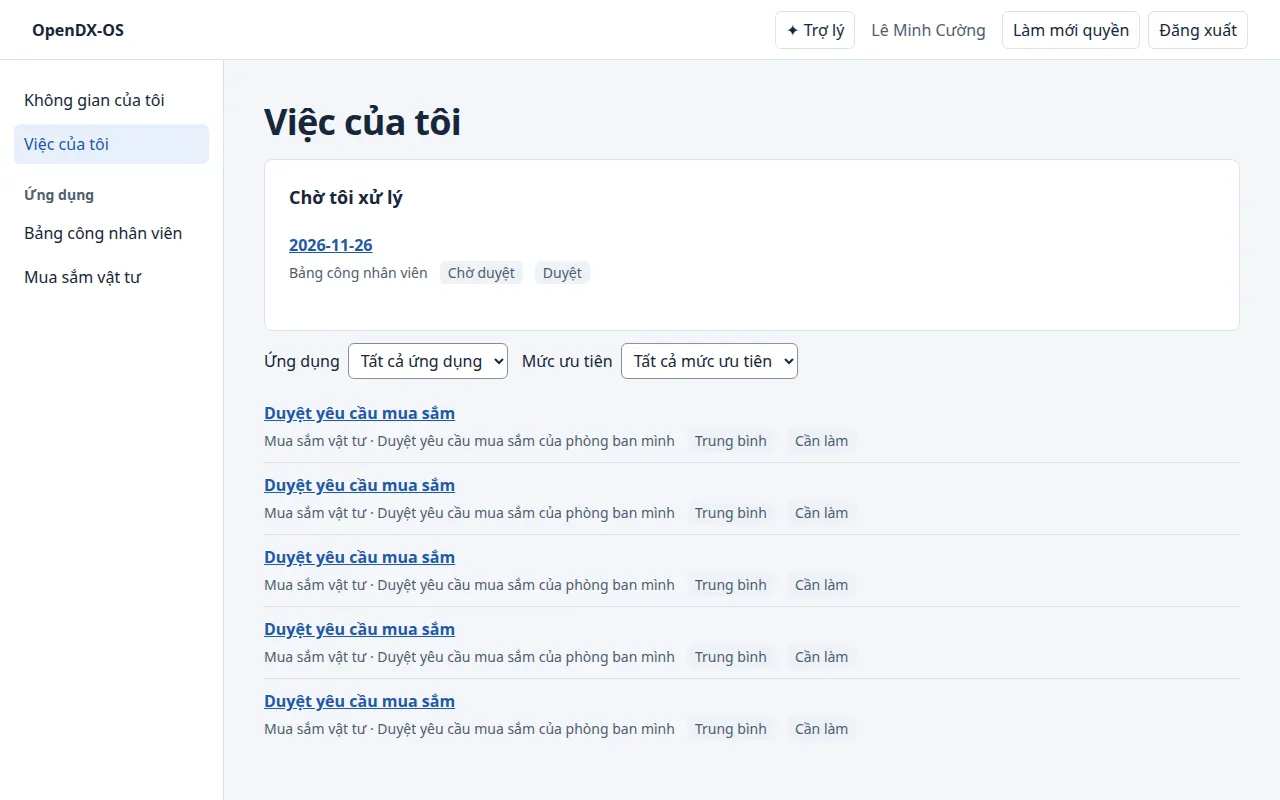 OpenDX-OS
✦ Trợ lý
Lê Minh Cường
Làm mới quyền
Đăng xuất
Không gian của tôi
Việc của tôi
Ứng dụng
Bảng công nhân viên
Mua sắm vật tư
Việc của tôi
Chờ tôi xử lý
2026-11-26
Bảng công nhân viên Chờ duyệt Duyệt
Ứng dụng Tất cả ứng dụng Mức ưu tiên Tất cả mức ưu tiên
Duyệt yêu cầu mua sắm
Mua sắm vật tư · Duyệt yêu cầu mua sắm của phòng ban mình Trung bình Cần làm
Duyệt yêu cầu mua sắm
Mua sắm vật tư · Duyệt yêu cầu mua sắm của phòng ban mình Trung bình Cần làm
Duyệt yêu cầu mua sắm
Mua sắm vật tư · Duyệt yêu cầu mua sắm của phòng ban mình Trung bình Cần làm
Duyệt yêu cầu mua sắm
Mua sắm vật tư · Duyệt yêu cầu mua sắm của phòng ban mình Trung bình Cần làm
Duyệt yêu cầu mua sắm
Mua sắm vật tư · Duyệt yêu cầu mua sắm của phòng ban mình Trung bình Cần làm